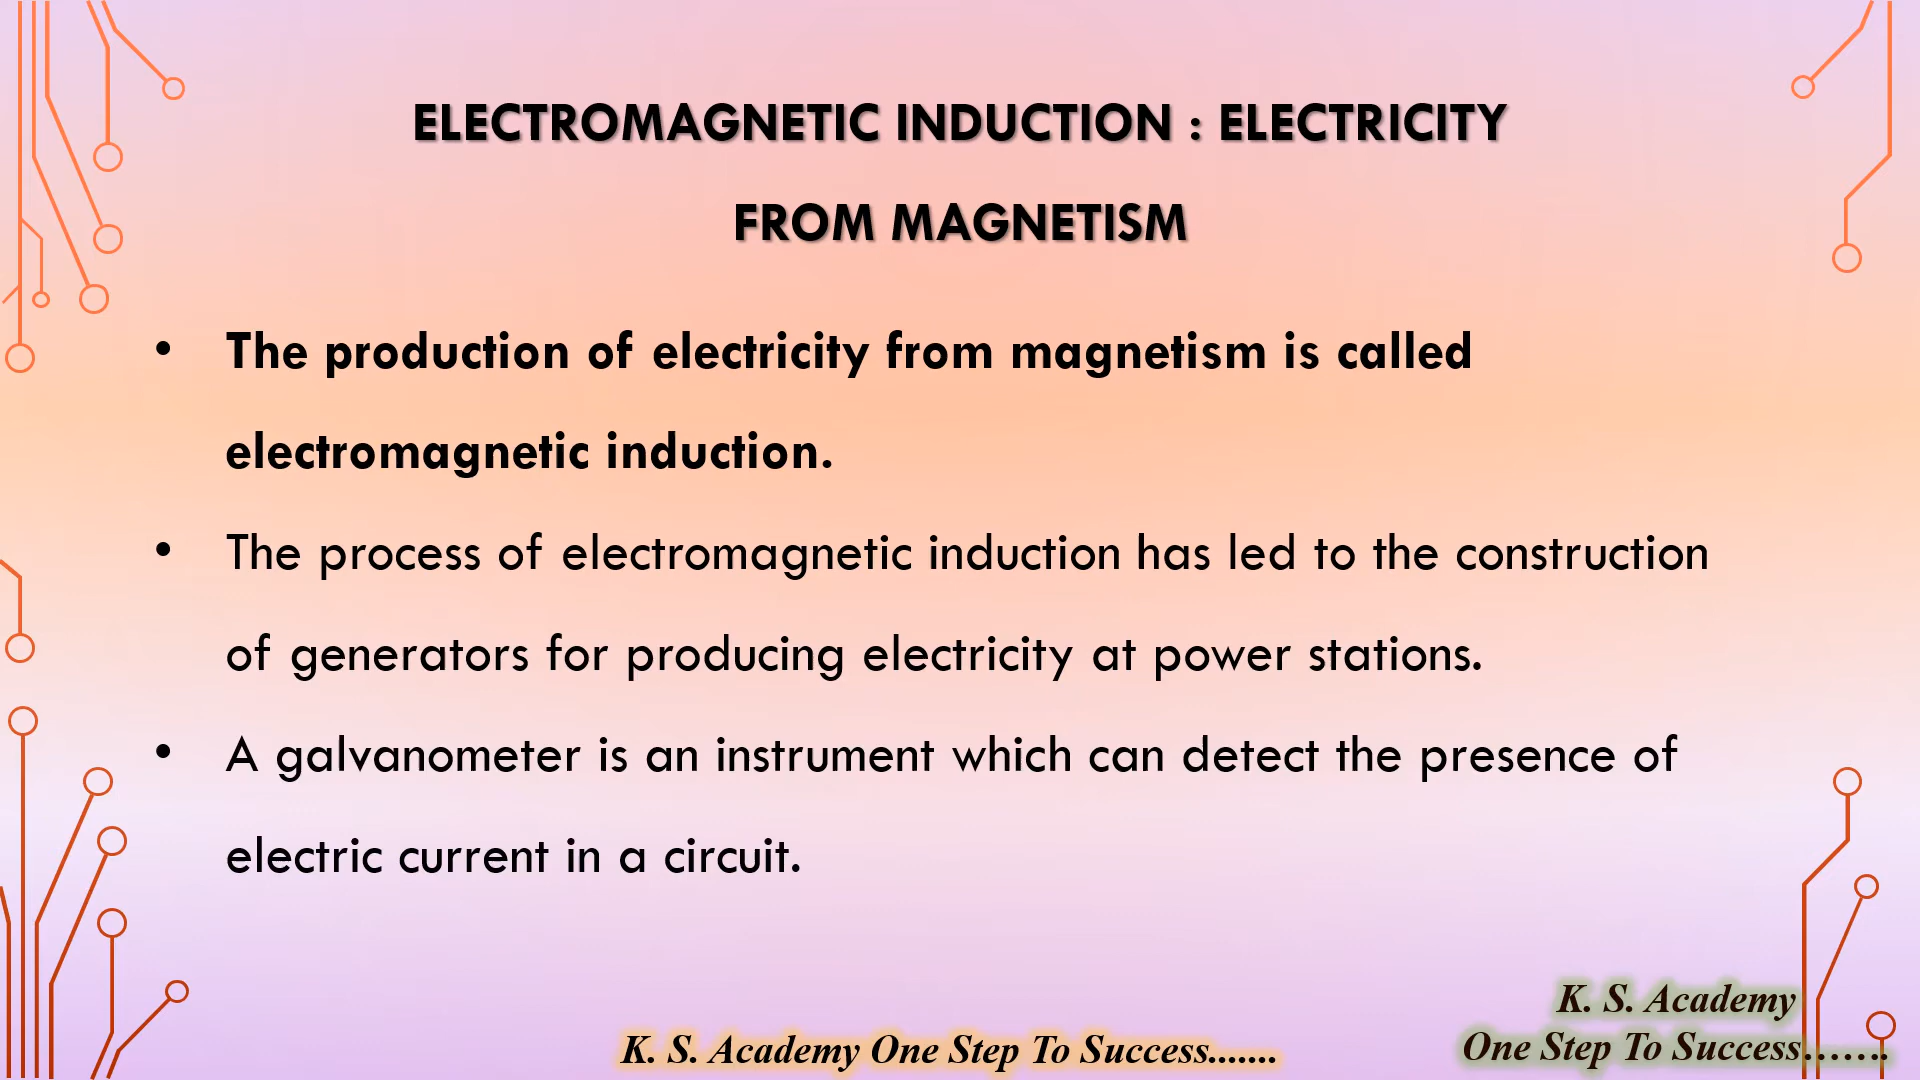 ELECTROMAGNETIC INDUCTION : ELECTRICITY
FROM MAGNETISM
• The production of electricity from magnetism is called
electromagnetic induction.
• The process of electromagnetic induction has led to the construction
of generators for producing electricity at power stations.
• A galvanometer is an instrument which can detect the presence of
electric current in a circuit.
K. S. Academy
One Step To Success.......
K. S. Academy One Step To Success.......